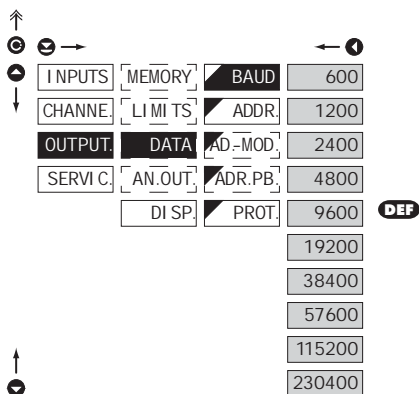 INPUTS. MEMORY BAUD 600
CHANNE. LIMITS ADDR. 1200
OUTPUT. DATA AD.-MOD. 2400
SERVIC. AN.OUT. ADR.PB. 4800
DISP. PROT. 9600 DEF
19200
38400
57600
115200
230400